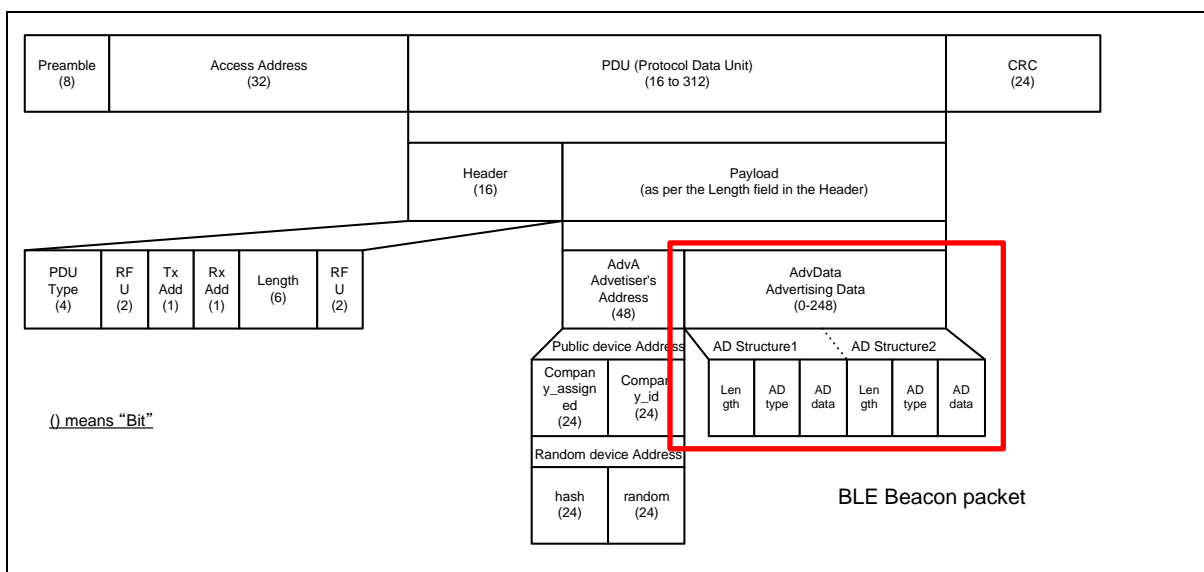 Preamble
(8)
Access Address
(32)
PDU (Protocol Data Unit)
(16 to 312)
CRC
(24)
Header
(16)
Payload
(as per the Length field in the Header)
PDU
Type
(4)
RF
U
(2)
Tx
Add
(1)
Rx
Add
(1)
Length
(6)
RF
U
(2)
AdvA
Advetiser's
Address
(48)
AdvData
Advertising Data
(0-248)
Public device Address
AD Structure1
AD Structure2
Compan
y_assign
ed
(24)
Compan
y_id
(24)
Len
gth
AD
type
AD
data
Len
gth
AD
type
AD
data
() means “Bit”
Random device Address
hash
(24)
random
(24)
BLE Beacon packet